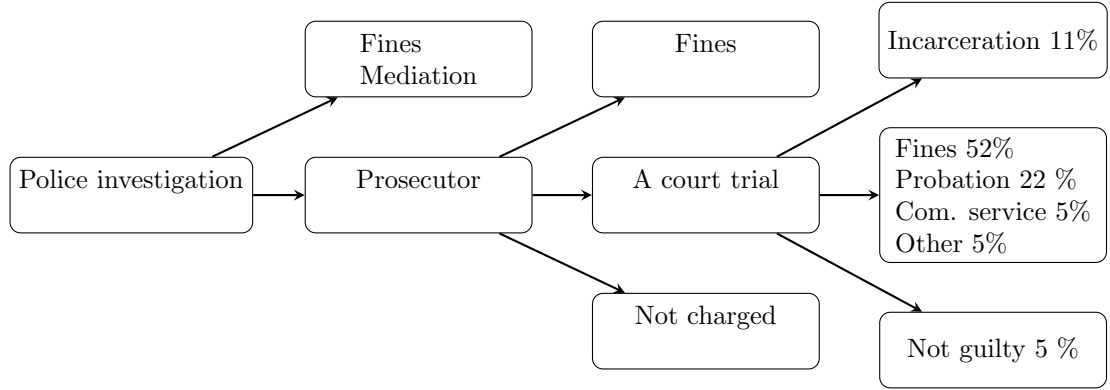 Police investigation
Fines
Mediation
Prosecutor
Fines
A court trial
Not charged
Incarceration 11%
Fines 52%
Probation 22 %
Com. service 5%
Other 5%
Not guilty 5 %